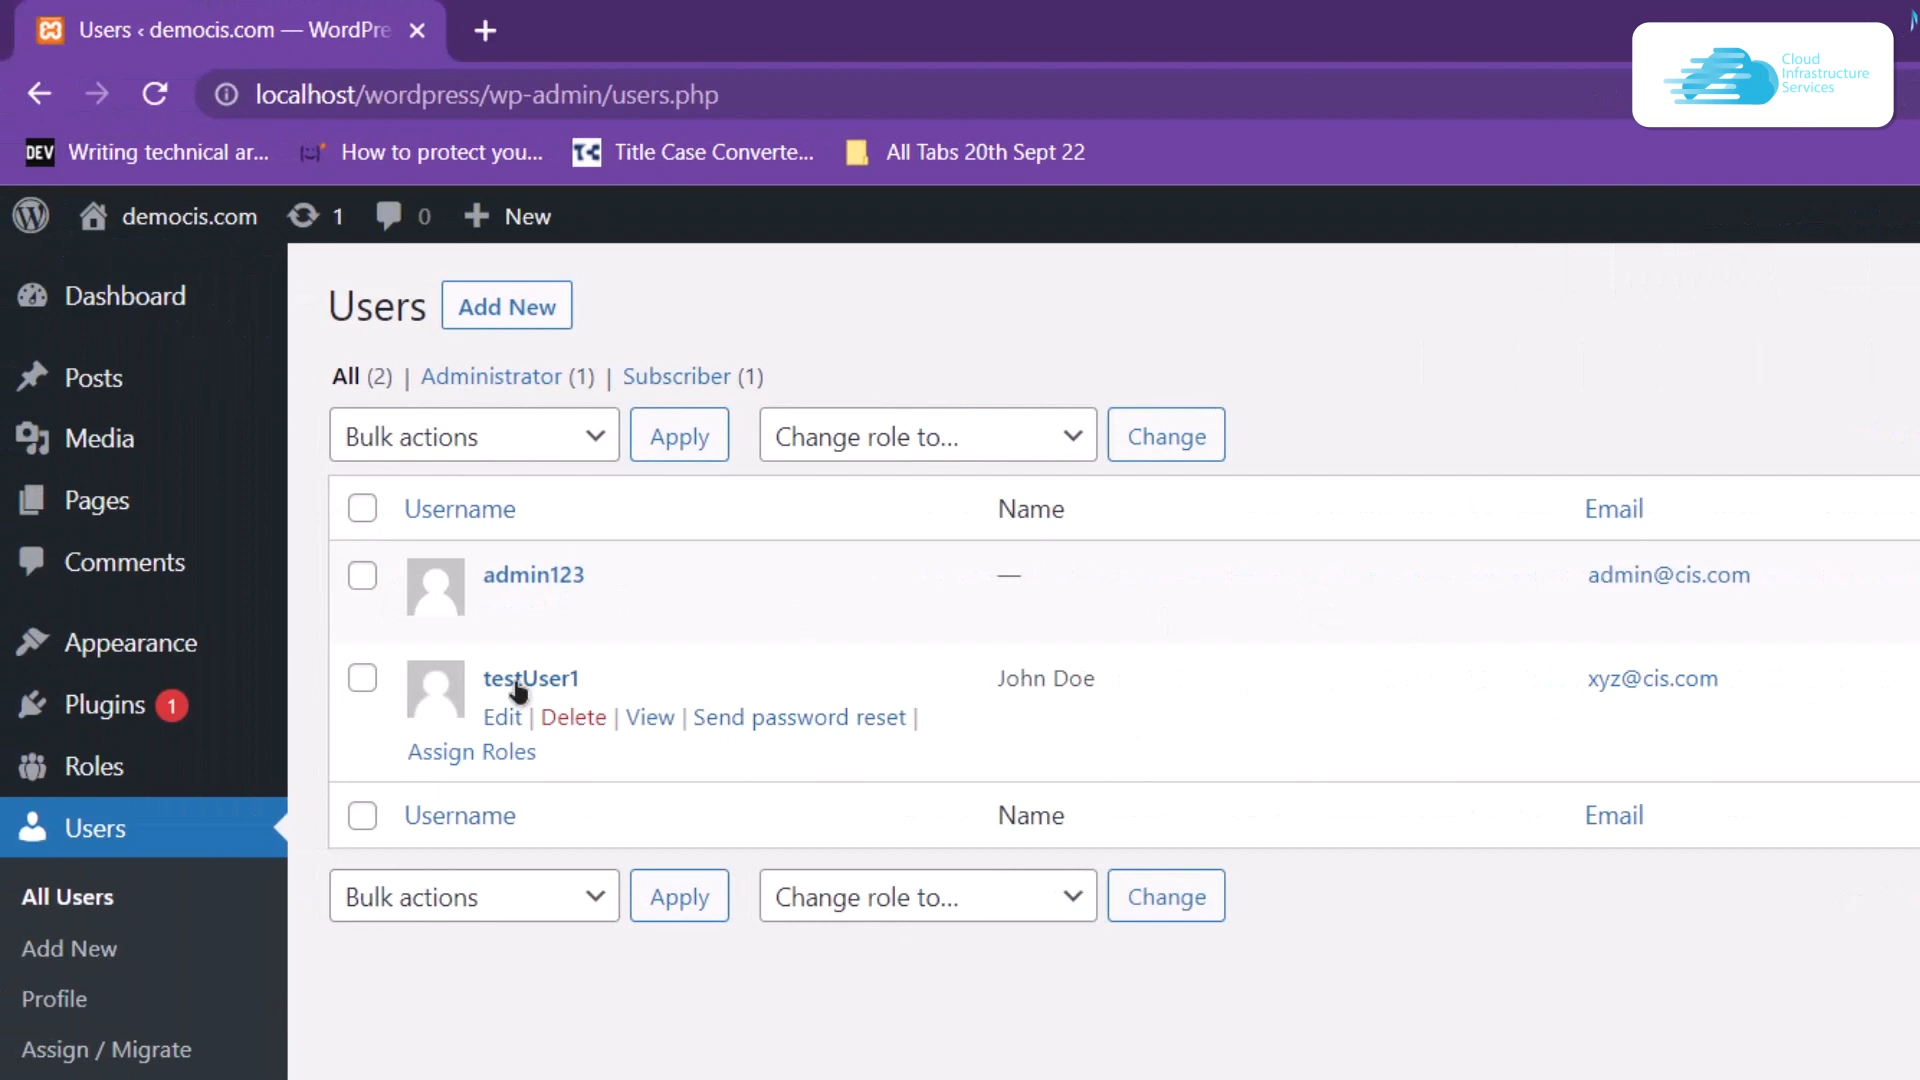 Users ‹ democis.com — WordPre
Cloud
Infrastructure
Services
localhost/wordpress/wp-admin/users.php
DEV Writing technical ar...
How to protect you...
Title Case Converte...
All Tabs 20th Sept 22
democis.com 1 0 New
Dashboard
Posts
Media
Pages
Comments
Appearance
Plugins 1
Roles
Users
All Users
Add New
Profile
Assign / Migrate
Users Add New
All (2) | Administrator (1) | Subscriber (1)
Bulk actions Apply Change role to... Change
Username Name Email
admin123 — admin@cis.com
testUser1 John Doe xyz@cis.com
Edit | Delete | View | Send password reset |
Assign Roles
Username Name Email
Bulk actions Apply Change role to... Change